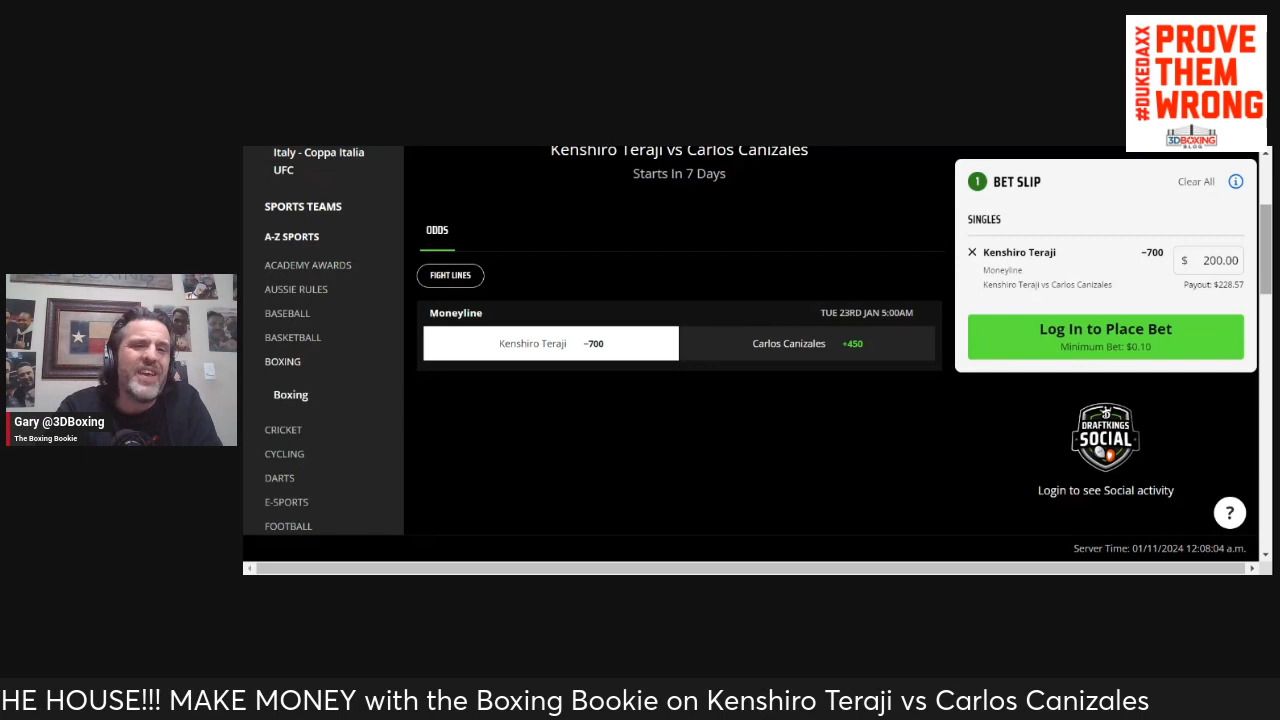 #DUKEDAXX
PROVE
THEM
WRONG
3DBOXING
BLOG
Italy - Coppa Italia
UFC
SPORTS TEAMS
A-Z SPORTS
ACADEMY AWARDS
AUSSIE RULES
BASEBALL
BASKETBALL
BOXING
Boxing
CRICKET
CYCLING
DARTS
E-SPORTS
FOOTBALL
Kenshiro Teraji vs Carlos Canizales
Starts In 7 Days
ODDS
FIGHT LINES
Moneyline TUE 23RD JAN 5:00AM
Kenshiro Teraji −700 Carlos Canizales +450
1 BET SLIP Clear All i
SINGLES
× Kenshiro Teraji −700 $ 200.00
Moneyline
Kenshiro Teraji vs Carlos Canizales Payout: $228.57
Log In to Place Bet
Minimum Bet: $0.10
DRAFTKINGS
SOCIAL
Login to see Social activity
?
Server Time: 01/11/2024 12:08:04 a.m.
Gary @3DBoxing
The Boxing Bookie
HE HOUSE!!! MAKE MONEY with the Boxing Bookie on Kenshiro Teraji vs Carlos Canizales